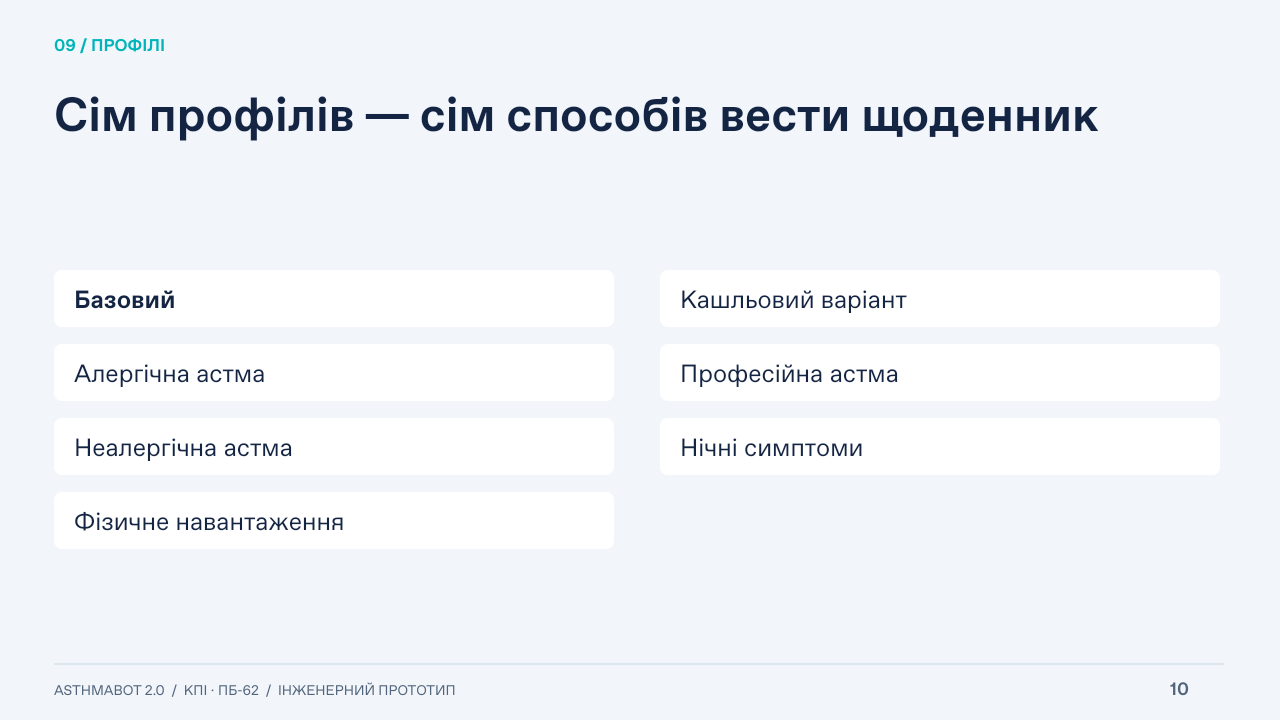 09 / ПРОФІЛІ
Сім профілів — сім способів вести щоденник
Базовий
Алергічна астма
Неалергічна астма
Фізичне навантаження
Кашльовий варіант
Професійна астма
Нічні симптоми
ASTHMABOT 2.0 / КПІ · ПБ-62 / ІНЖЕНЕРНИЙ ПРОТОТИП
10